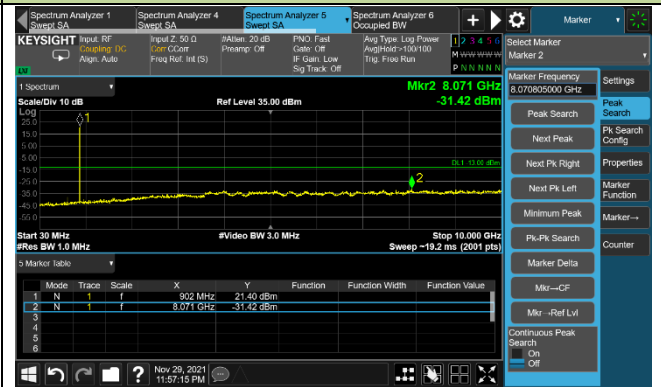 Spectrum Analyzer 1
Swept SA
Spectrum Analyzer 4
Swept SA
Spectrum Analyzer 5
Swept SA
Spectrum Analyzer 6
Occupied BW
Marker
KEYSIGHT
Input: RF
Coupling: DC
Align: Auto
Input Z: 50 Ω
Corr CCorr
Freq Ref: Int (S)
#Atten: 20 dB
Preamp: Off
PNO: Fast
Gate: Off
IF Gain: Low
Sig Track: Off
Avg Type: Log-Power
Avg|Hold:>100/100
Trig: Free Run
1 2 3 4 5 6
M W W W W W
P N N N N N
LU
Select Marker
Marker 2
1 Spectrum
Mkr2 8.071 GHz
-31.42 dBm
Scale/Div 10 dB
Ref Level 35.00 dBm
Log
25.0
15.0
5.00
-5.00
-15.0
-25.0
-35.0
-45.0
-55.0
1
2
DL1 -13.00 dBm
Start 30 MHz
#Res BW 1.0 MHz
#Video BW 3.0 MHz
Stop 10.000 GHz
Sweep ~19.2 ms (2001 pts)
5 Marker Table
Mode Trace Scale X Y Function Function Width Function Value
1 N 1 f 902 MHz 21.40 dBm
2 N 1 f 8.071 GHz -31.42 dBm
3
4
5
6
Marker Frequency
8.070805000 GHz
Peak Search
Next Peak
Next Pk Right
Next Pk Left
Minimum Peak
Pk-Pk Search
Marker Delta
Mkr→CF
Mkr→Ref Lvl
Continuous Peak
Search
On
Off
Settings
Peak
Search
Pk Search
Config
Properties
Marker
Function
Marker→
Counter
Nov 29, 2021
11:57:15 PM